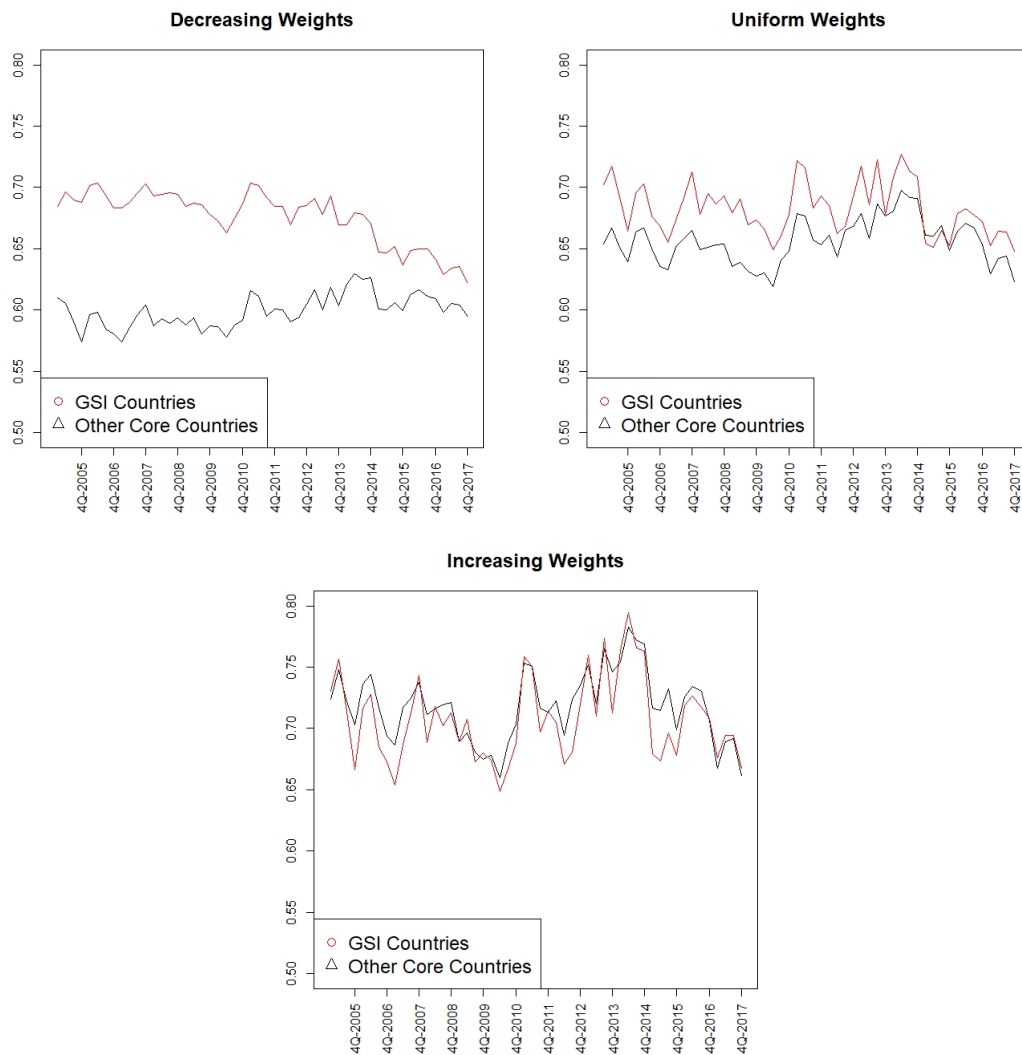 Decreasing Weights
0.80
0.75
0.70
0.65
0.60
0.55
0.50
GSI Countries
Other Core Countries
4Q-2005
4Q-2006
4Q-2007
4Q-2008
4Q-2009
4Q-2010
4Q-2011
4Q-2012
4Q-2013
4Q-2014
4Q-2015
4Q-2016
4Q-2017
Uniform Weights
0.80
0.75
0.70
0.65
0.60
0.55
0.50
GSI Countries
Other Core Countries
4Q-2005
4Q-2006
4Q-2007
4Q-2008
4Q-2009
4Q-2010
4Q-2011
4Q-2012
4Q-2013
4Q-2014
4Q-2015
4Q-2016
4Q-2017
Increasing Weights
0.80
0.75
0.70
0.65
0.60
0.55
0.50
GSI Countries
Other Core Countries
4Q-2005
4Q-2006
4Q-2007
4Q-2008
4Q-2009
4Q-2010
4Q-2011
4Q-2012
4Q-2013
4Q-2014
4Q-2015
4Q-2016
4Q-2017